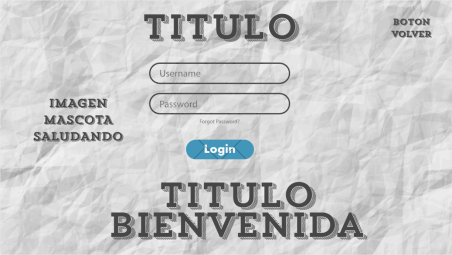 TITULO
BOTON
VOLVER
Username
Password
Forgot Password?
IMAGEN
MASCOTA
SALUDANDO
Login
TITULO
BIENVENIDA